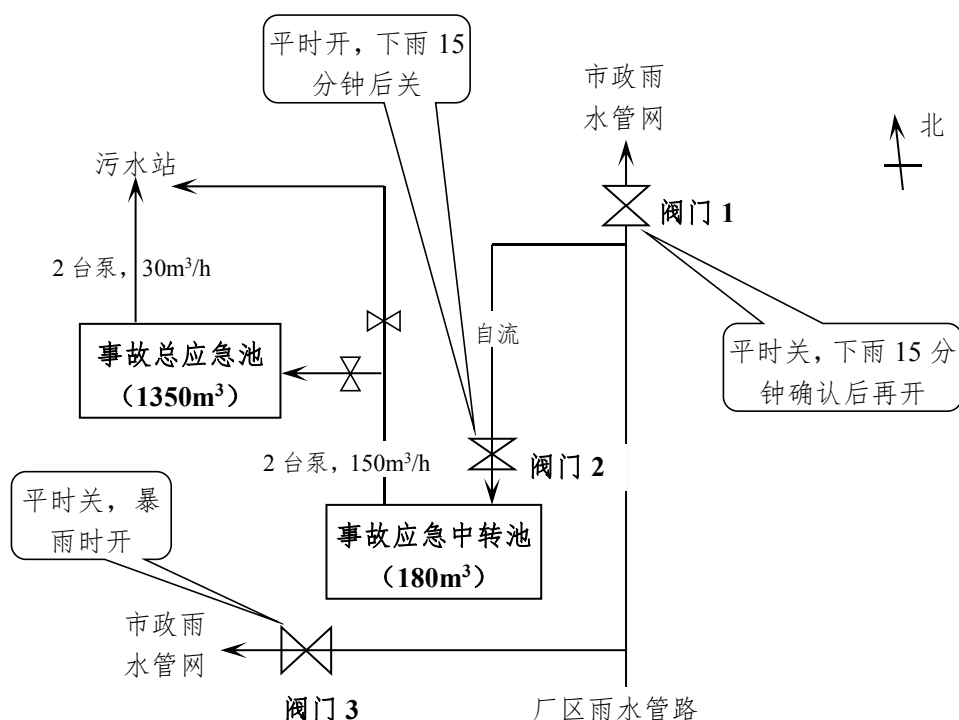 平时开，下雨 15
分钟后关
市政雨
水管网
北
污水站
阀门 1
2 台泵，30m³/h
自流
事故总应急池
（1350m³）
平时关，下雨 15 分
钟确认后再开
2 台泵，150m³/h
阀门 2
平时关，暴
雨时开
事故应急中转池
（180m³）
市政雨
水管网
阀门 3
厂区雨水管路